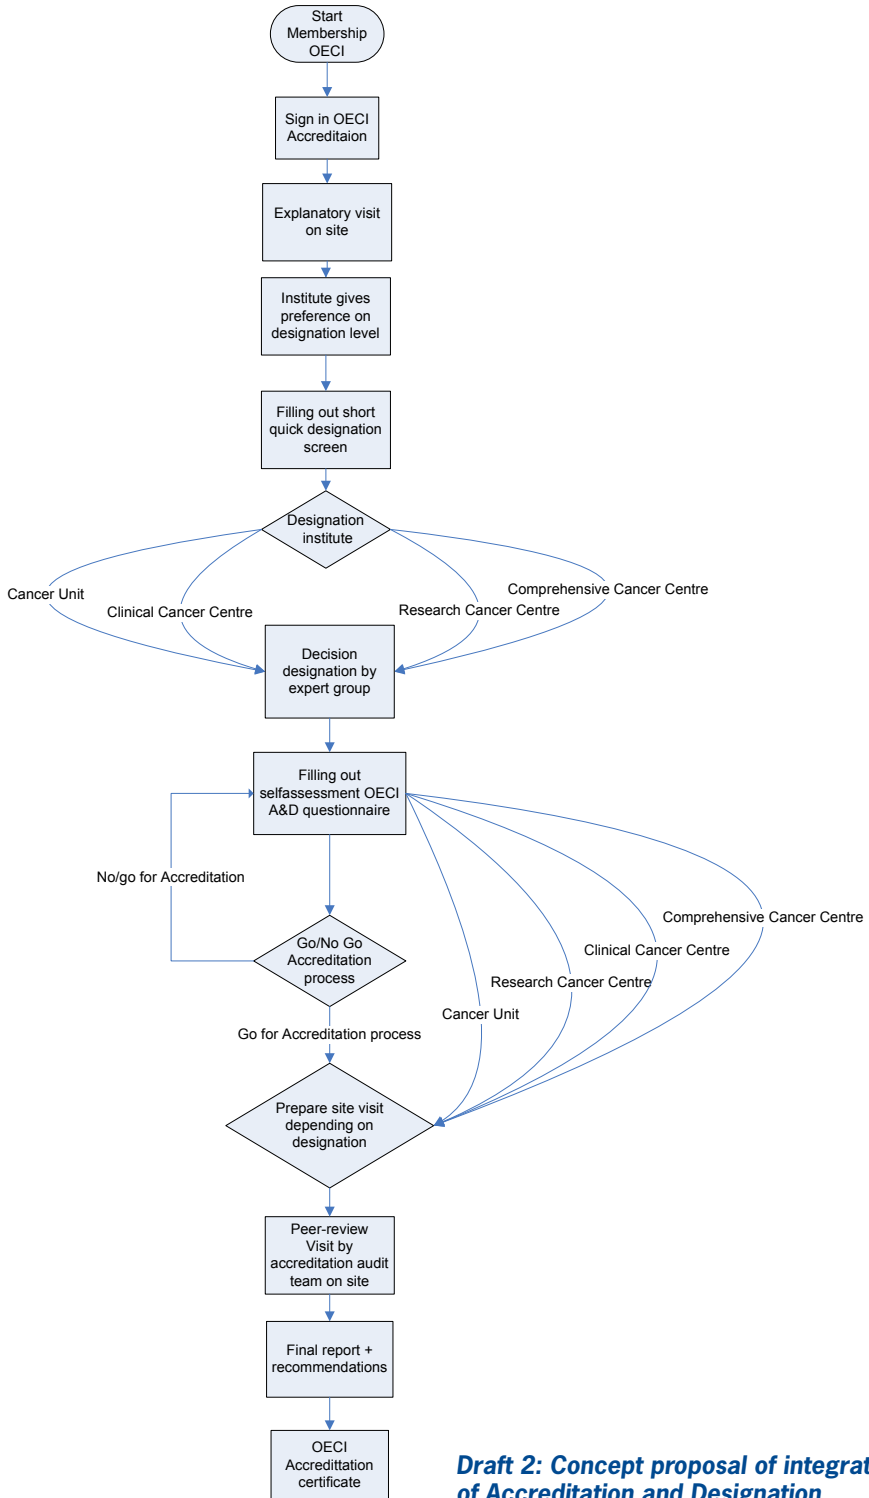 Start
Membership
OECI
Sign in OECI
Accreditaion
Explanatory visit
on site
Institute gives
preference on
designation level
Filling out short
quick designation
screen
Designation
institute
Cancer Unit
Clinical Cancer Centre
Research Cancer Centre
Comprehensive Cancer Centre
Decision
designation by
expert group
Filling out
selfassessment OECI
A&D questionnaire
No/go for Accreditation
Go/No Go
Accreditation
process
Comprehensive Cancer Centre
Clinical Cancer Centre
Research Cancer Centre
Cancer Unit
Go for Accreditation process
Prepare site visit
depending on
designation
Peer-review
Visit by
accreditation audit
team on site
Final report +
recommendations
OECI
Accredittation
certificate
Draft 2: Concept proposal of integrat
of Accreditation and Designation